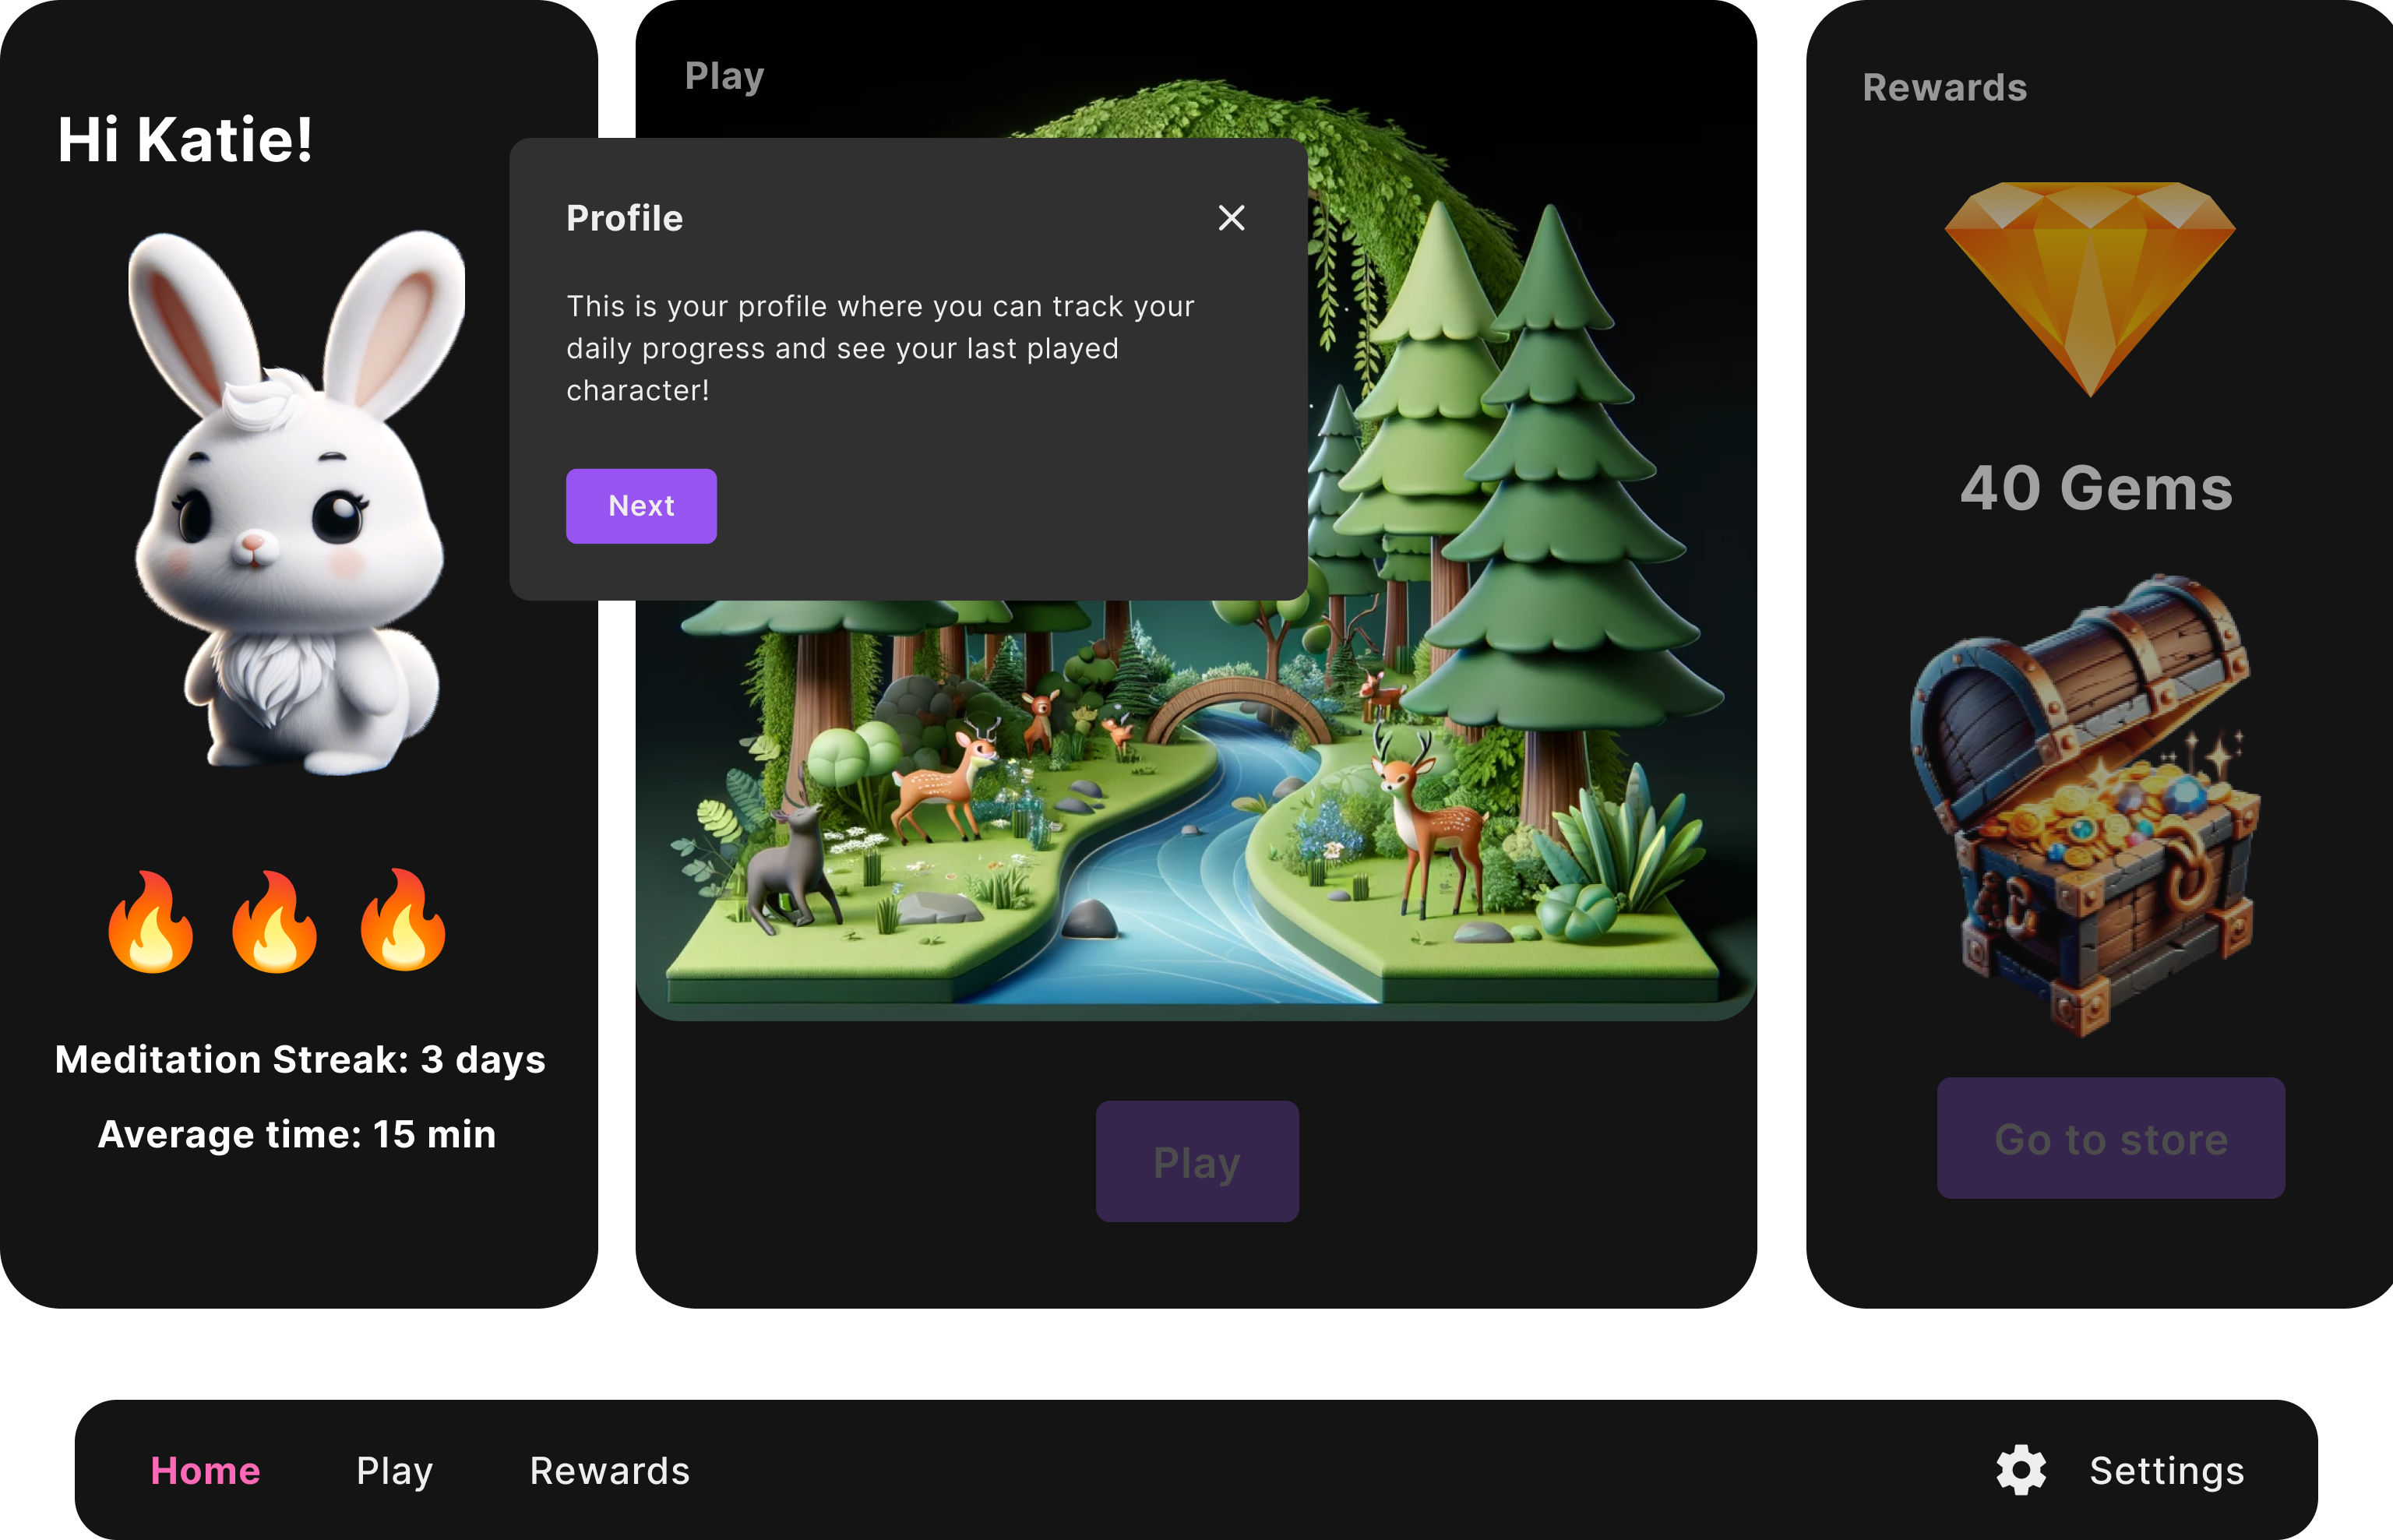 Hi Katie!
Meditation Streak: 3 days
Average time: 15 min
Play
Profile
This is your profile where you can track your
daily progress and see your last played
character!
Next
Play
Rewards
40 Gems
Go to store
Home
Play
Rewards
Settings